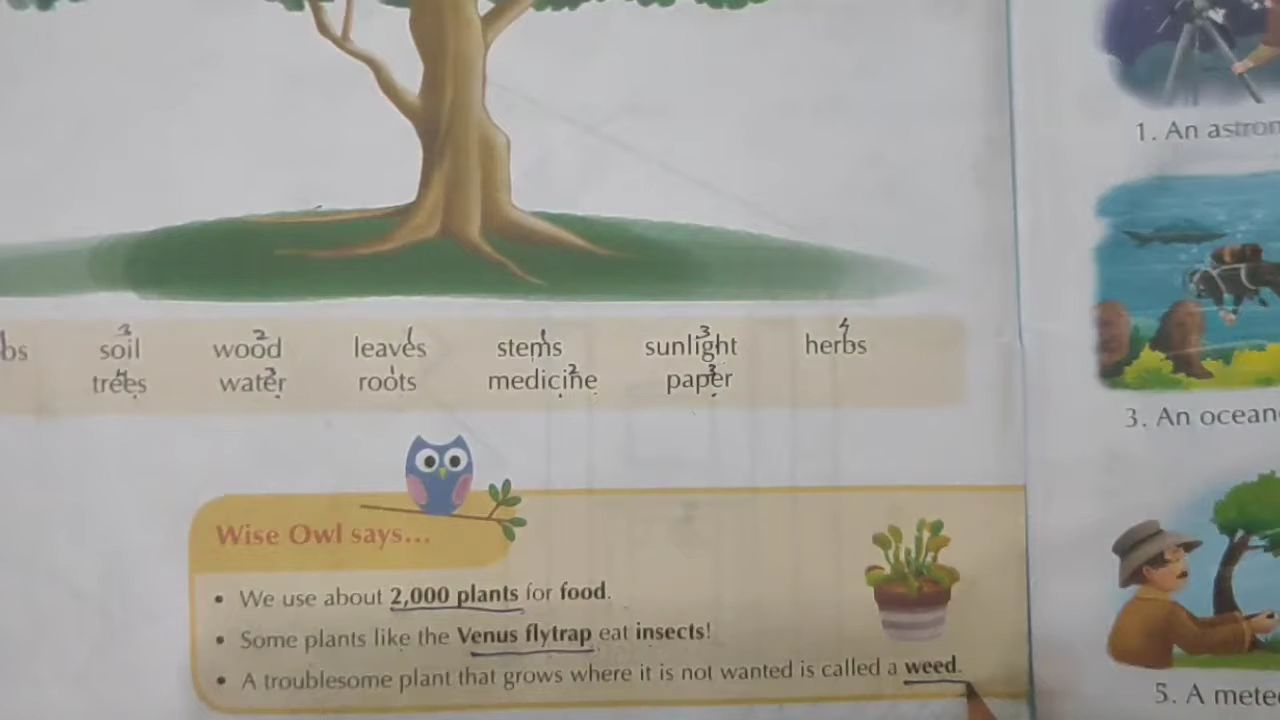 bs soil wood leaves stems sunlight herbs
trees water roots medicine paper
Wise Owl says...
• We use about 2,000 plants for food.
• Some plants like the Venus flytrap eat insects!
• A troublesome plant that grows where it is not wanted is called a weed.
1. An astron
3. An ocean
5. A mete